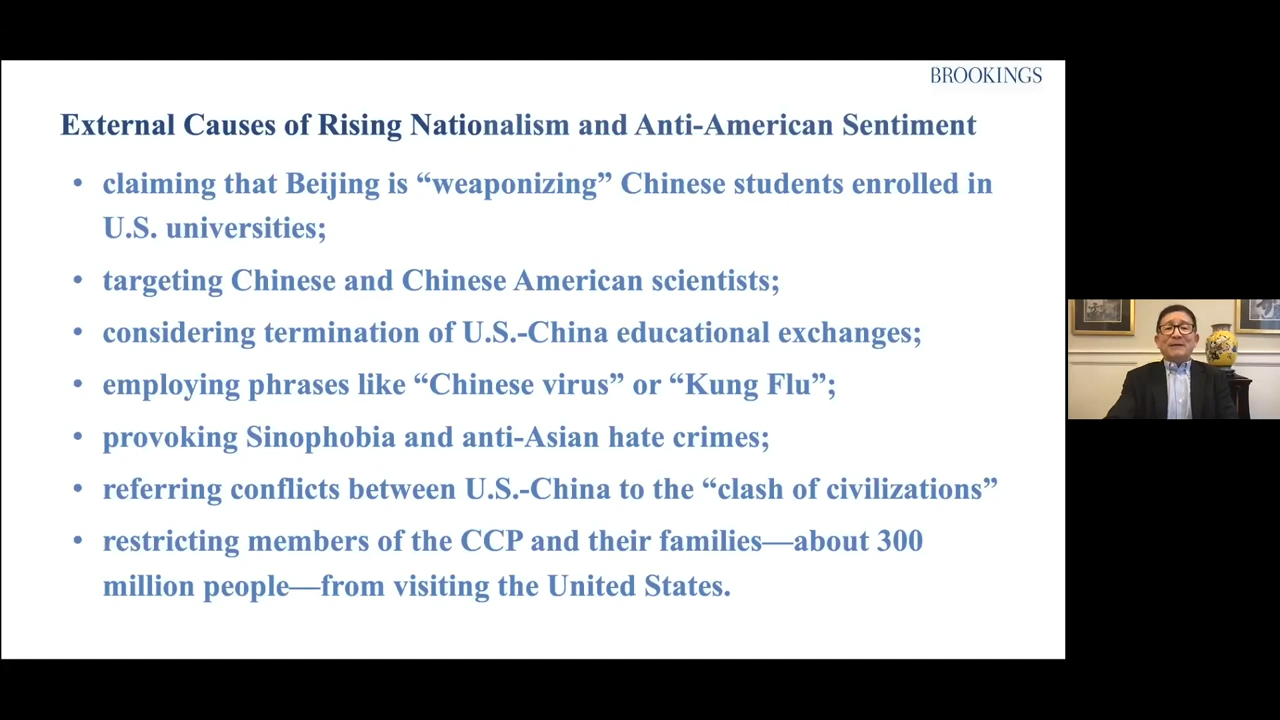 BROOKINGS
External Causes of Rising Nationalism and Anti-American Sentiment
• claiming that Beijing is “weaponizing” Chinese students enrolled in
U.S. universities;
• targeting Chinese and Chinese American scientists;
• considering termination of U.S.-China educational exchanges;
• employing phrases like “Chinese virus” or “Kung Flu”;
• provoking Sinophobia and anti-Asian hate crimes;
• referring conflicts between U.S.-China to the “clash of civilizations”
• restricting members of the CCP and their families—about 300
million people—from visiting the United States.